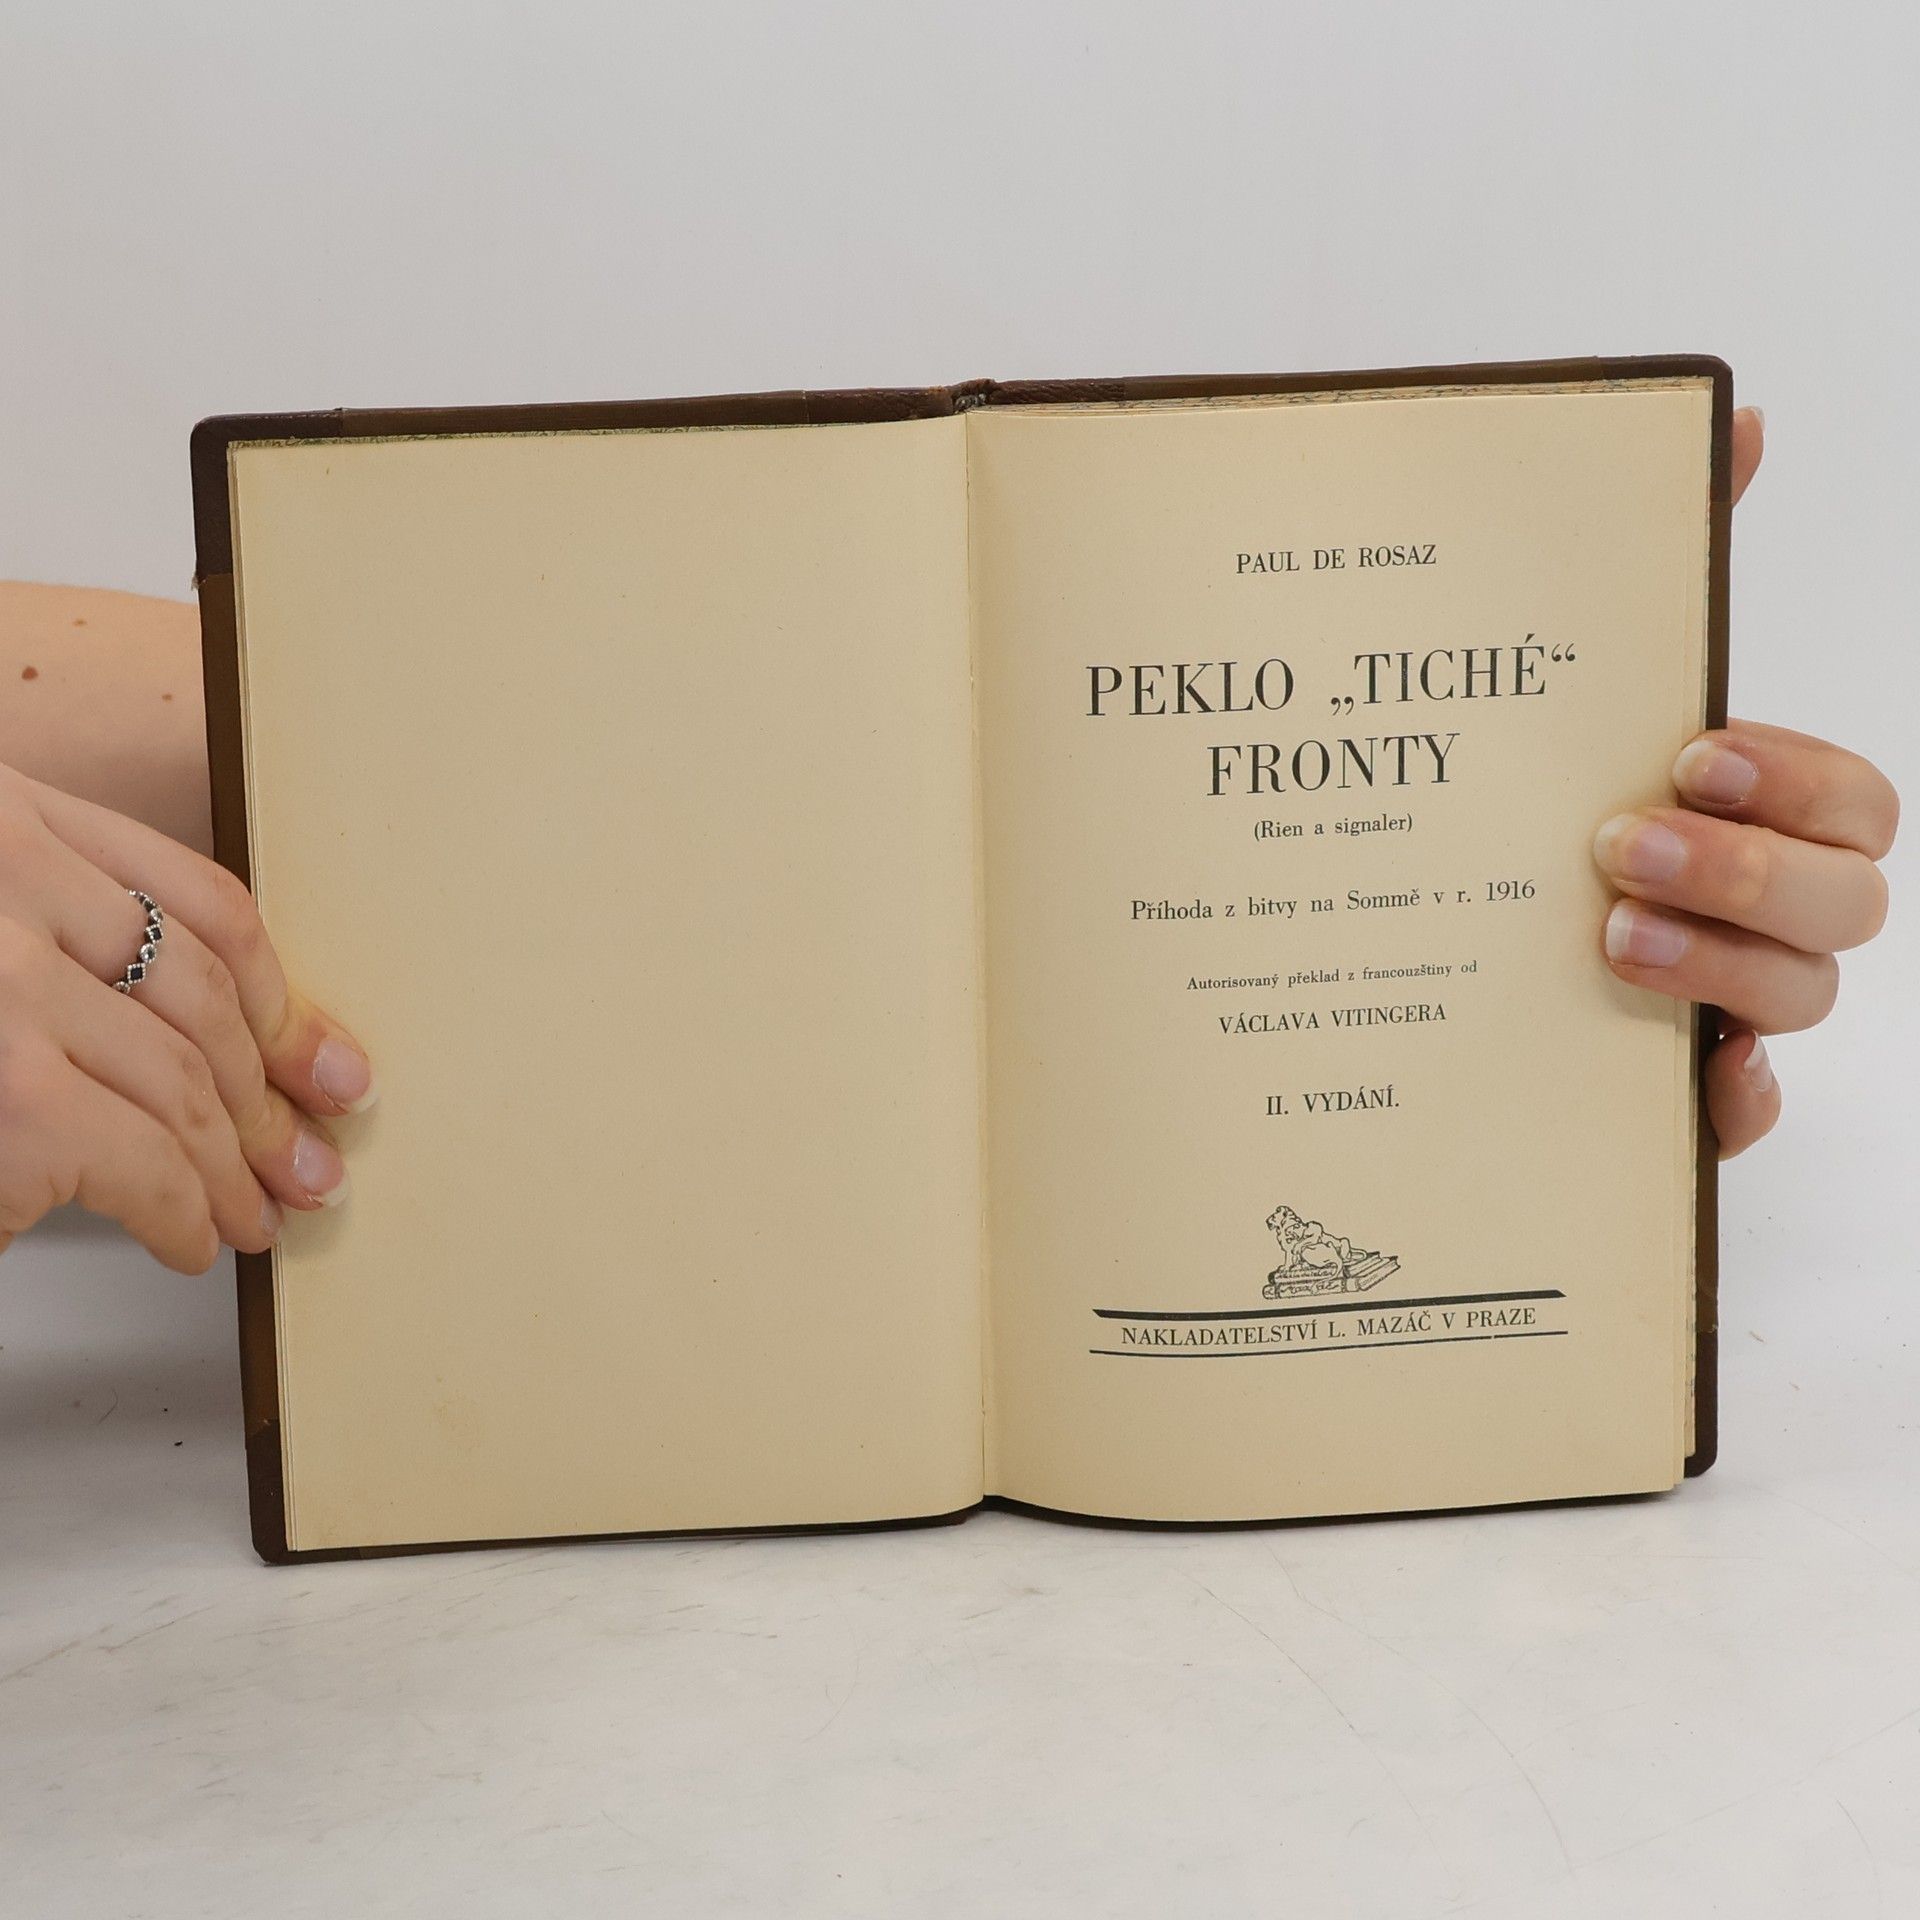 PAUL DE ROSAZ
PEKLO „TICHÉ“
FRONTY
(Rien a signaler)
Příhoda z bitvy na Sommě v r. 1916
Autorisovaný překlad z francouzštiny od
VÁCLAVA VITINGERA
II. VYDÁNÍ.
NAKLADATELSTVÍ L. MAZÁČ V PRAZE